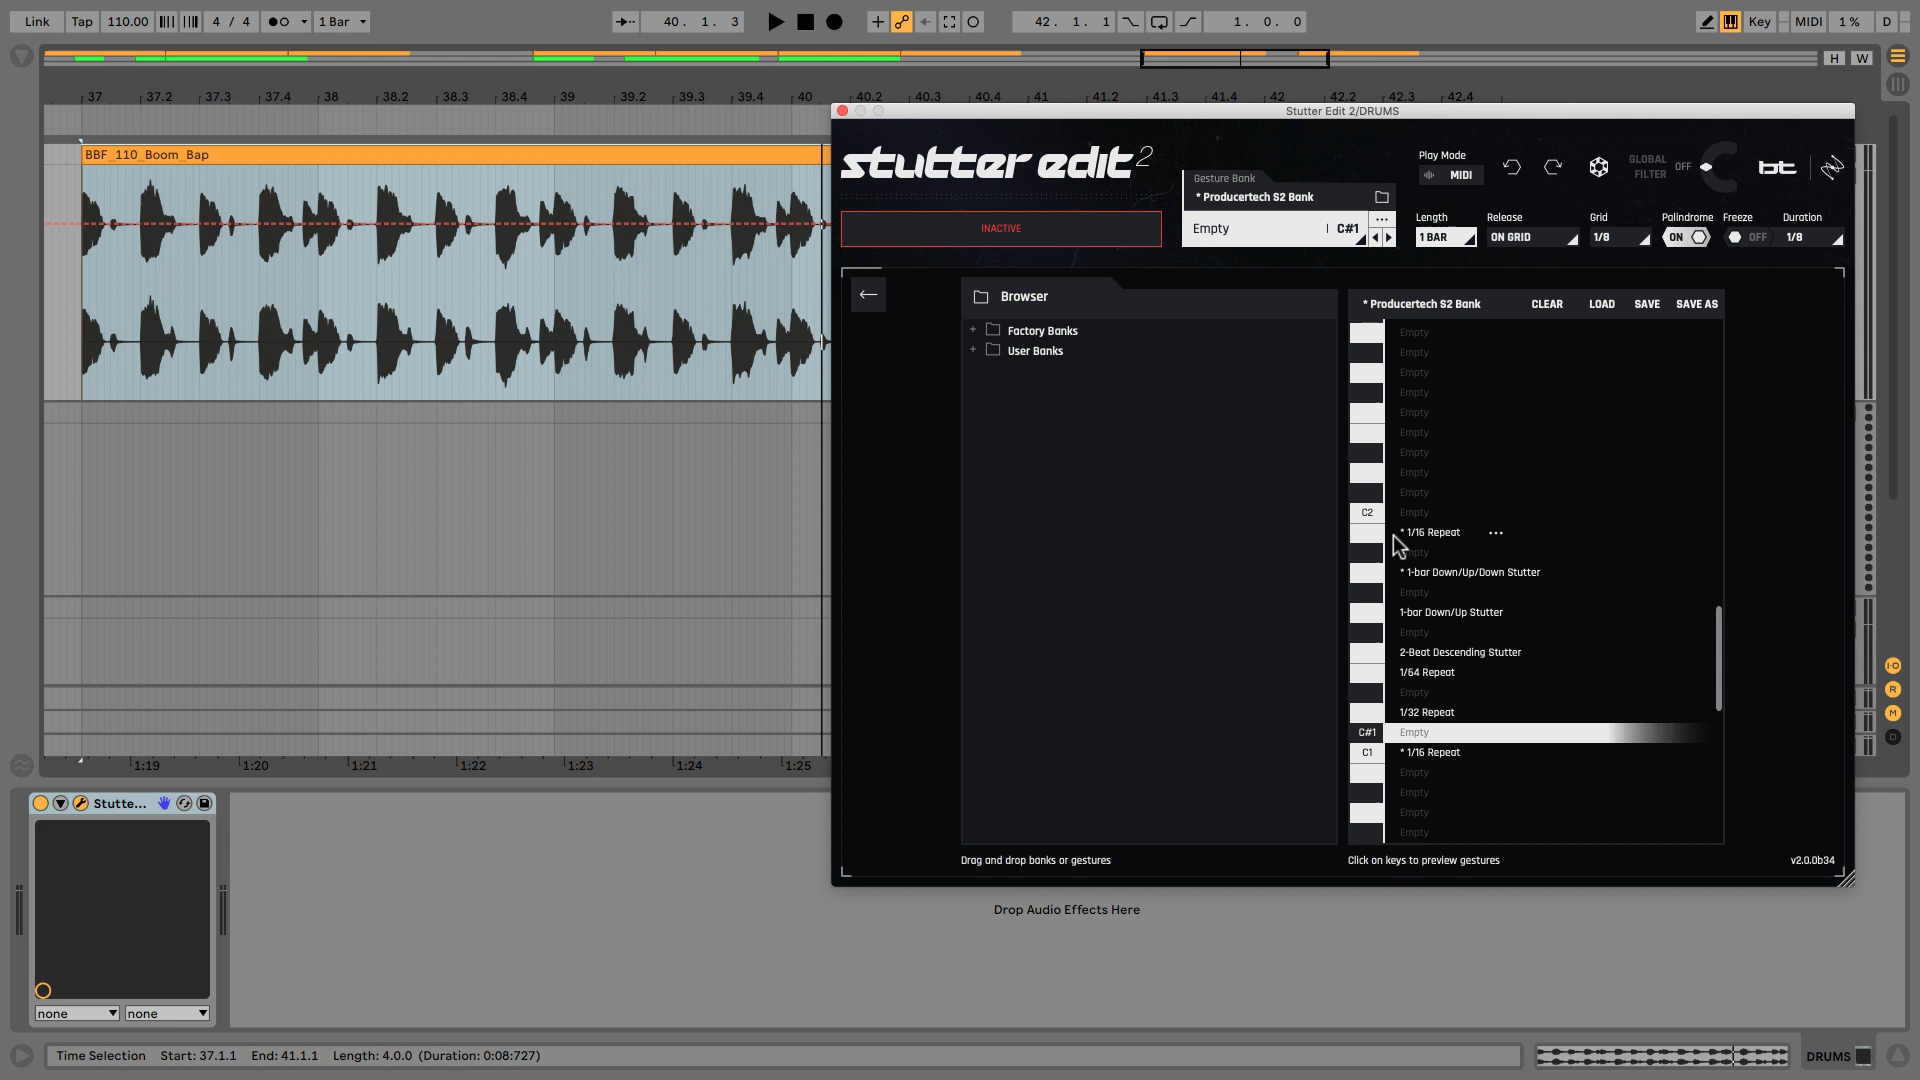 Link Tap 110.00 4 / 4 1 Bar 40. 1. 3 42. 1. 1 1. 0. 0 Key MIDI 1 % D
H W
37 37.2 37.3 37.4 38 38.2 38.3 38.4 39 39.2 39.3 39.4 40 40.2 40.3 40.4 41 41.2 41.3 41.4 42 42.2 42.3 42.4
Stutter Edit 2/DRUMS
BBF_110_Boom_Bap
stutter edit 2
Gesture Bank
* Producertech S2 Bank
Play Mode
MIDI
GLOBAL
FILTER
OFF
bt
INACTIVE
Empty C#1
...
Length Release Grid Palindrome Freeze Duration
1 BAR ON GRID 1/8 ON OFF 1/8
Browser
+ Factory Banks
+ User Banks
* Producertech S2 Bank CLEAR LOAD SAVE SAVE AS
Empty
Empty
Empty
Empty
Empty
Empty
Empty
Empty
Empty
C2 Empty
* 1/16 Repeat ...
* 1-bar Down/Up/Down Stutter
Empty
1-bar Down/Up Stutter
Empty
2-Beat Descending Stutter
1/64 Repeat
Empty
1/32 Repeat
C#1 Empty
C1 * 1/16 Repeat
Empty
Empty
Empty
Empty
Drag and drop banks or gestures
Click on keys to preview gestures
v2.0.0b34
1:19 1:20 1:21 1:22 1:23 1:24 1:25
I·O
R
M
D
Stutte...
none none
Drop Audio Effects Here
Time Selection Start: 37.1.1 End: 41.1.1 Length: 4.0.0 (Duration: 0:08:727)
DRUMS